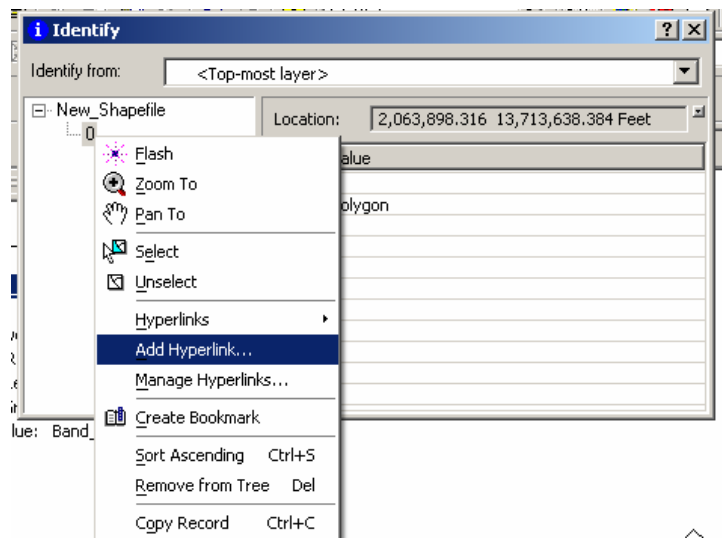 i Identify ? X
Identify from: <Top-most layer>
New_Shapefile
Location: 2,063,898.316 13,713,638.384 Feet
0
Flash
alue
Zoom To
Pan To
olygon
Select
Unselect
Hyperlinks
Add Hyperlink...
Manage Hyperlinks...
Create Bookmark
lue: Band_
Sort Ascending Ctrl+S
Remove from Tree Del
Copy Record Ctrl+C